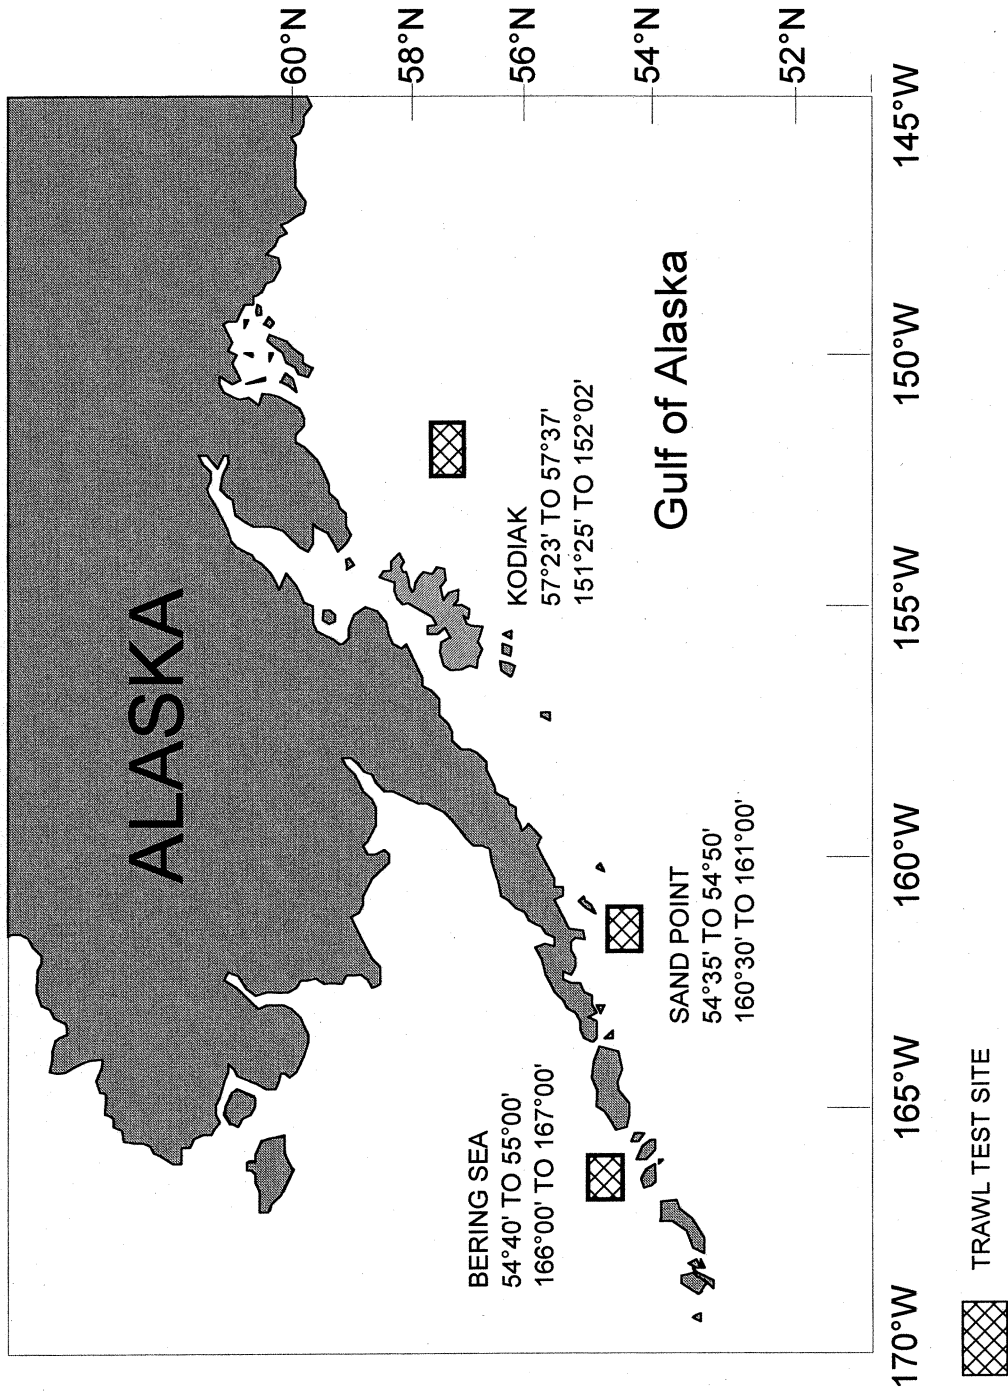 ALASKA
60°N
58°N
56°N
54°N
52°N
BERING SEA
54°40' TO 55°00'
166°00' TO 167°00'
SAND POINT
54°35' TO 54°50'
160°30' TO 161°00'
KODIAK
57°23' TO 57°37'
151°25' TO 152°02'
Gulf of Alaska
170°W
165°W
160°W
155°W
150°W
145°W
TRAWL TEST SITE